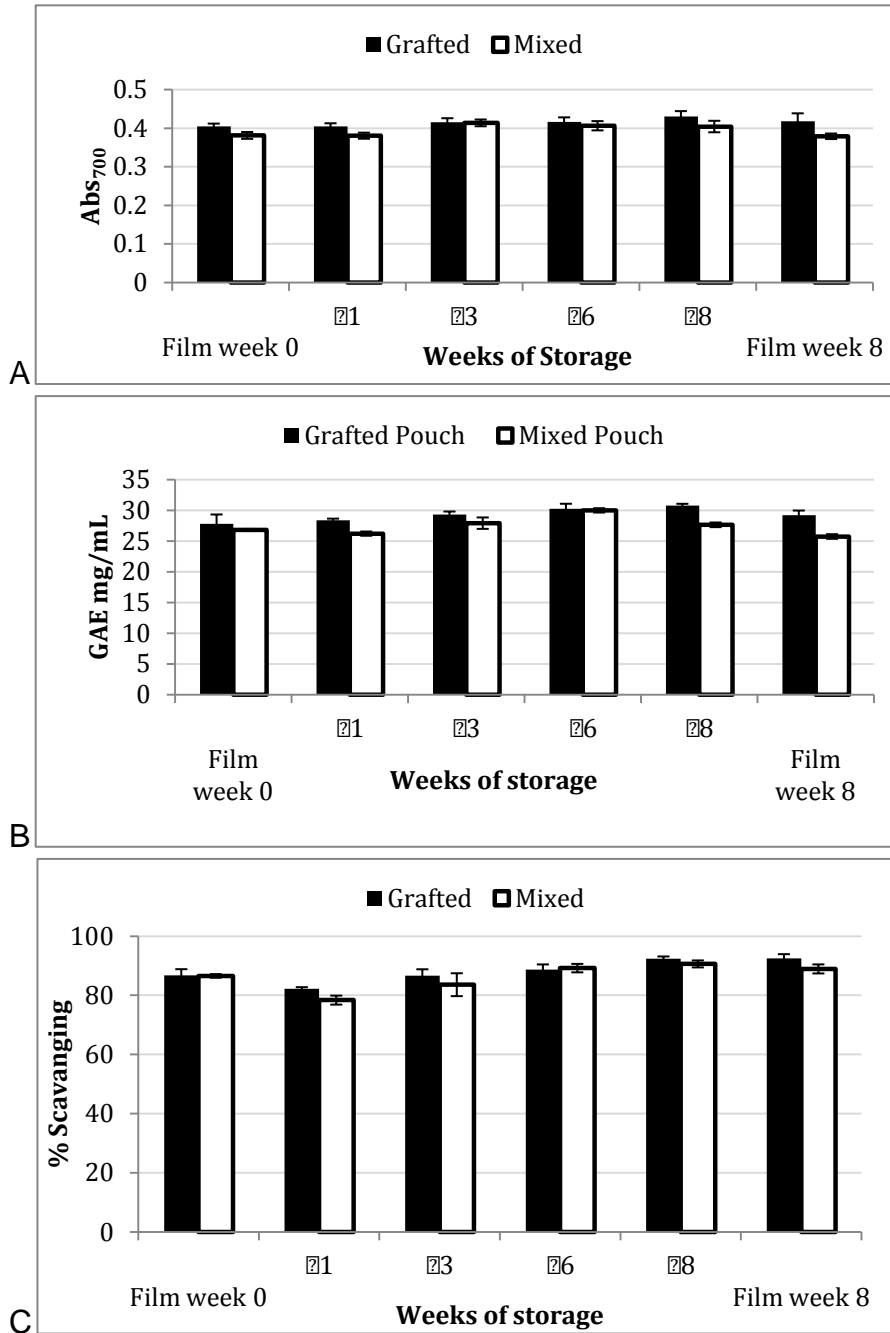 Grafted Mixed
0.5
0.4
0.3
0.2
0.1
0
Abs700
1 3 6 8
Film week 0 Film week 8
Weeks of Storage
A
Grafted Pouch Mixed Pouch
35
30
25
20
15
10
5
0
GAE mg/mL
1 3 6 8
Film week 0 Film week 8
Weeks of storage
B
Grafted Mixed
100
80
60
40
20
0
% Scavanging
1 3 6 8
Film week 0 Film week 8
Weeks of storage
C